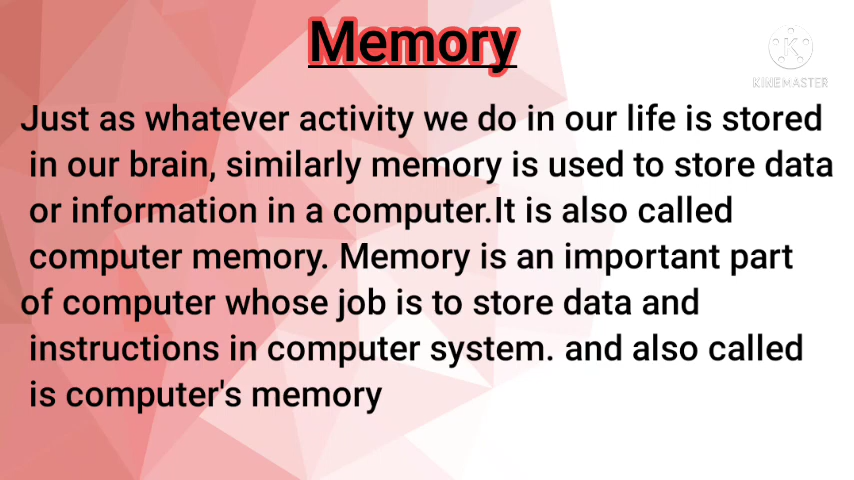 Memory
KINEMASTER
Just as whatever activity we do in our life is stored
in our brain, similarly memory is used to store data
or information in a computer.It is also called
computer memory. Memory is an important part
of computer whose job is to store data and
instructions in computer system. and also called
is computer's memory